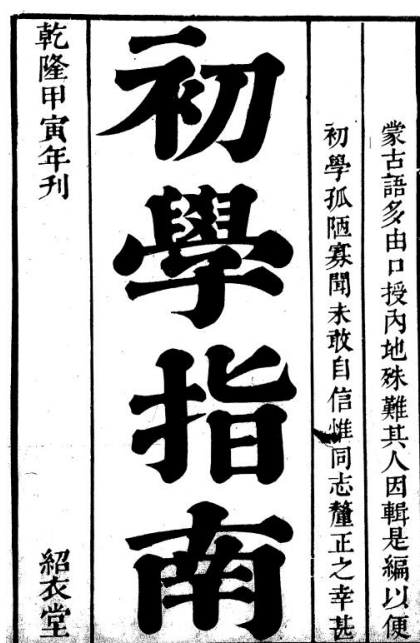 蒙古語多由口授內地殊難其人因輯是編以便
初學孤陋寡聞未敢自信惟同志釐正之幸甚
初學指南
乾隆甲寅年刊
紹衣堂